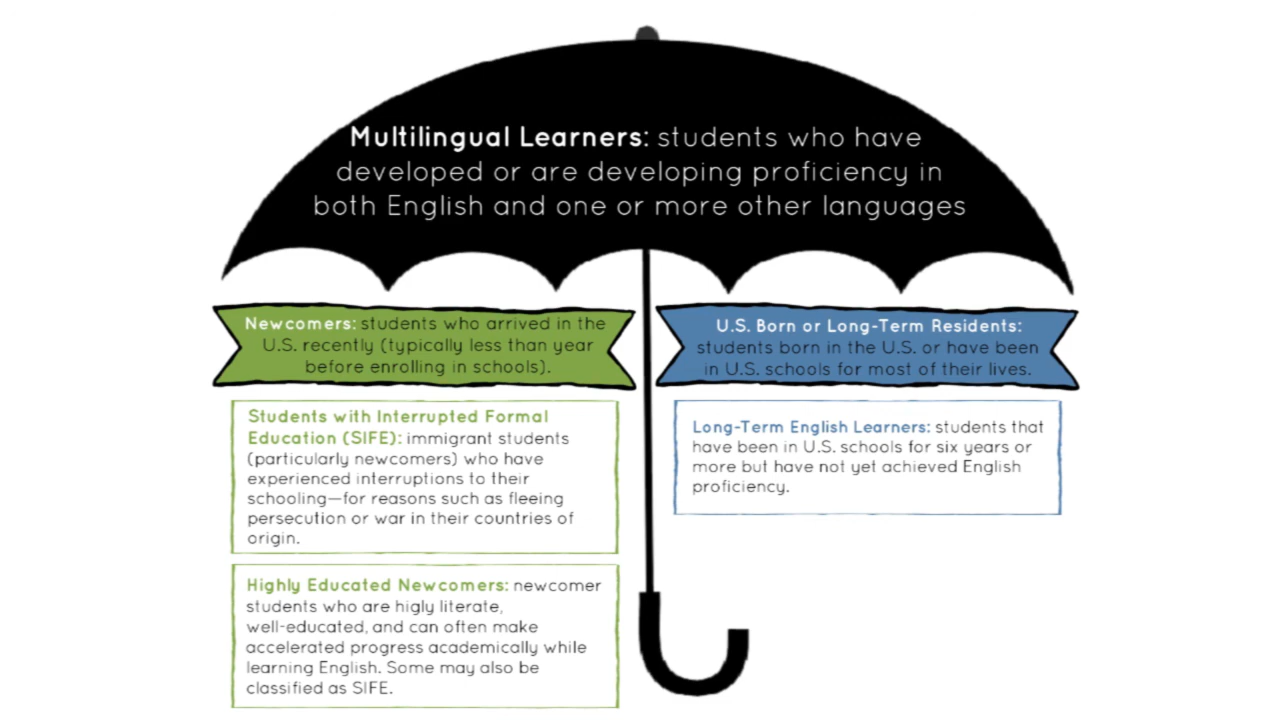 Multilingual Learners: students who have
developed or are developing proficiency in
both English and one or more other languages
Newcomers: students who arrived in the
U.S. recently (typically less than year
before enrolling in schools).
Students with Interrupted Formal
Education (SIFE): immigrant students
(particularly newcomers) who have
experienced interruptions to their
schooling—for reasons such as fleeing
persecution or war in their countries of
origin.
Highly Educated Newcomers: newcomer
students who are higly literate,
well-educated, and can often make
accelerated progress academically while
learning English. Some may also be
classified as SIFE.
U.S. Born or Long-Term Residents:
students born in the U.S. or have been
in U.S. schools for most of their lives.
Long-Term English Learners: students that
have been in U.S. schools for six years or
more but have not yet achieved English
proficiency.